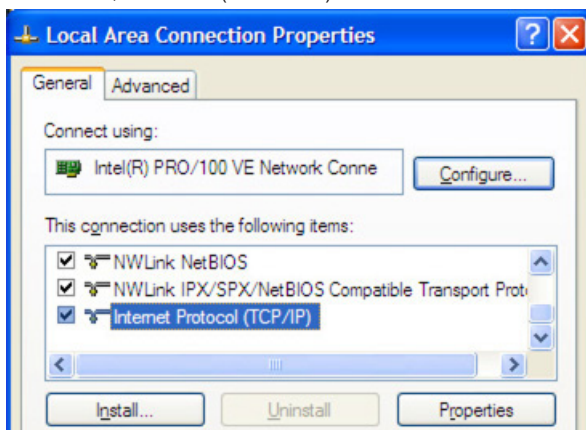 Local Area Connection Properties
General Advanced
Connect using:
Intel(R) PRO/100 VE Network Conne
Configure...
This connection uses the following items:
NWLink NetBIOS
NWLink IPX/SPX/NetBIOS Compatible Transport Prot
Internet Protocol (TCP/IP)
Install... Uninstall Properties